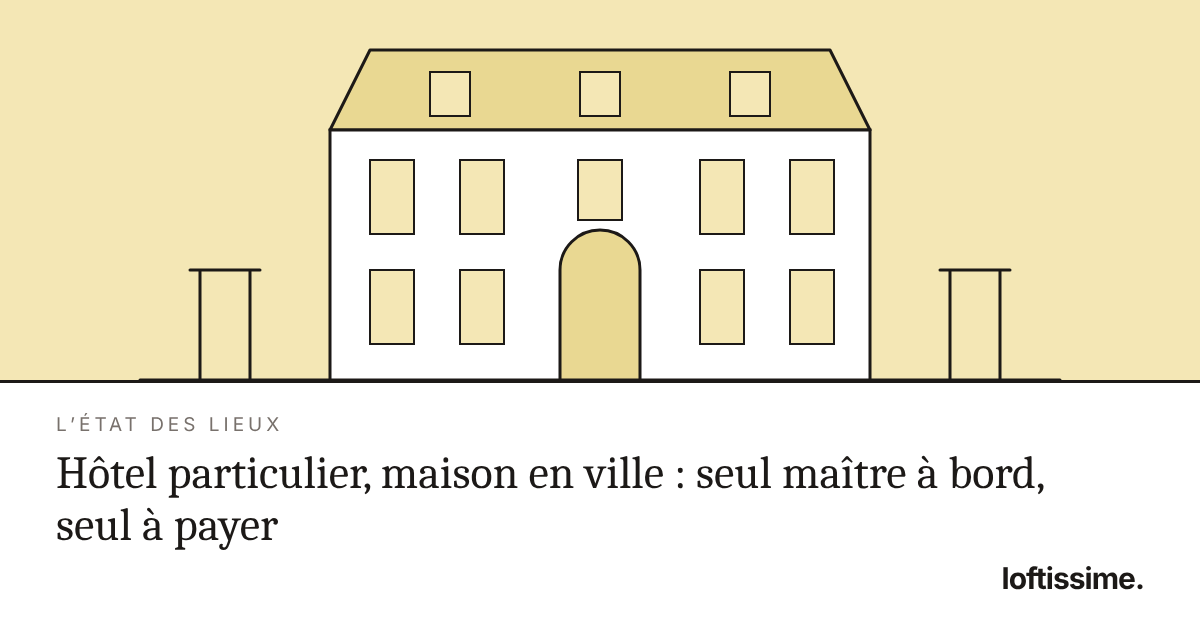 L’ÉTAT DES LIEUX
Hôtel particulier, maison en ville : seul maître à bord,
seul à payer
loftissime.